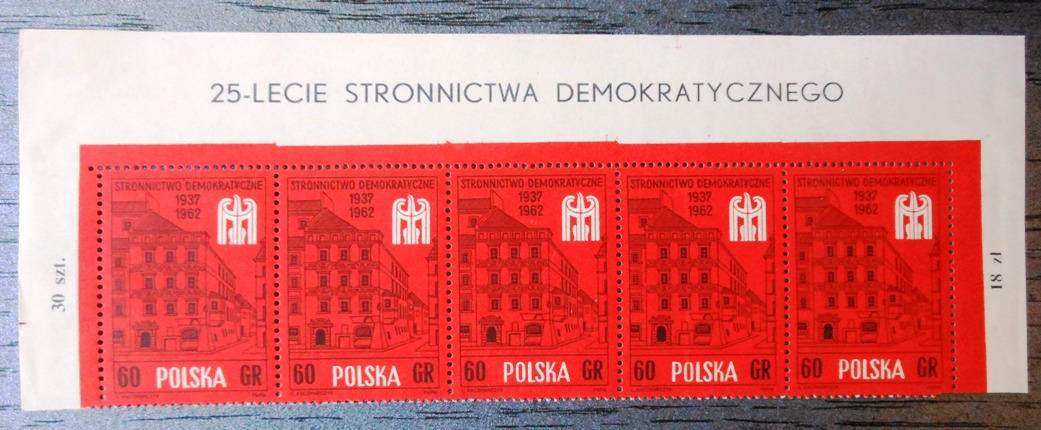 25-LECIE STRONNICTWA DEMOKRATYCZNEGO
30 szt.
18 zł
STRONNICTWO DEMOKRATYCZNE
1937
1962
60 POLSKA GR
STRONNICTWO DEMOKRATYCZNE
1937
1962
60 POLSKA GR
STRONNICTWO DEMOKRATYCZNE
1937
1962
60 POLSKA GR
STRONNICTWO DEMOKRATYCZNE
1937
1962
60 POLSKA GR
STRONNICTWO DEMOKRATYCZNE
1937
1962
60 POLSKA GR